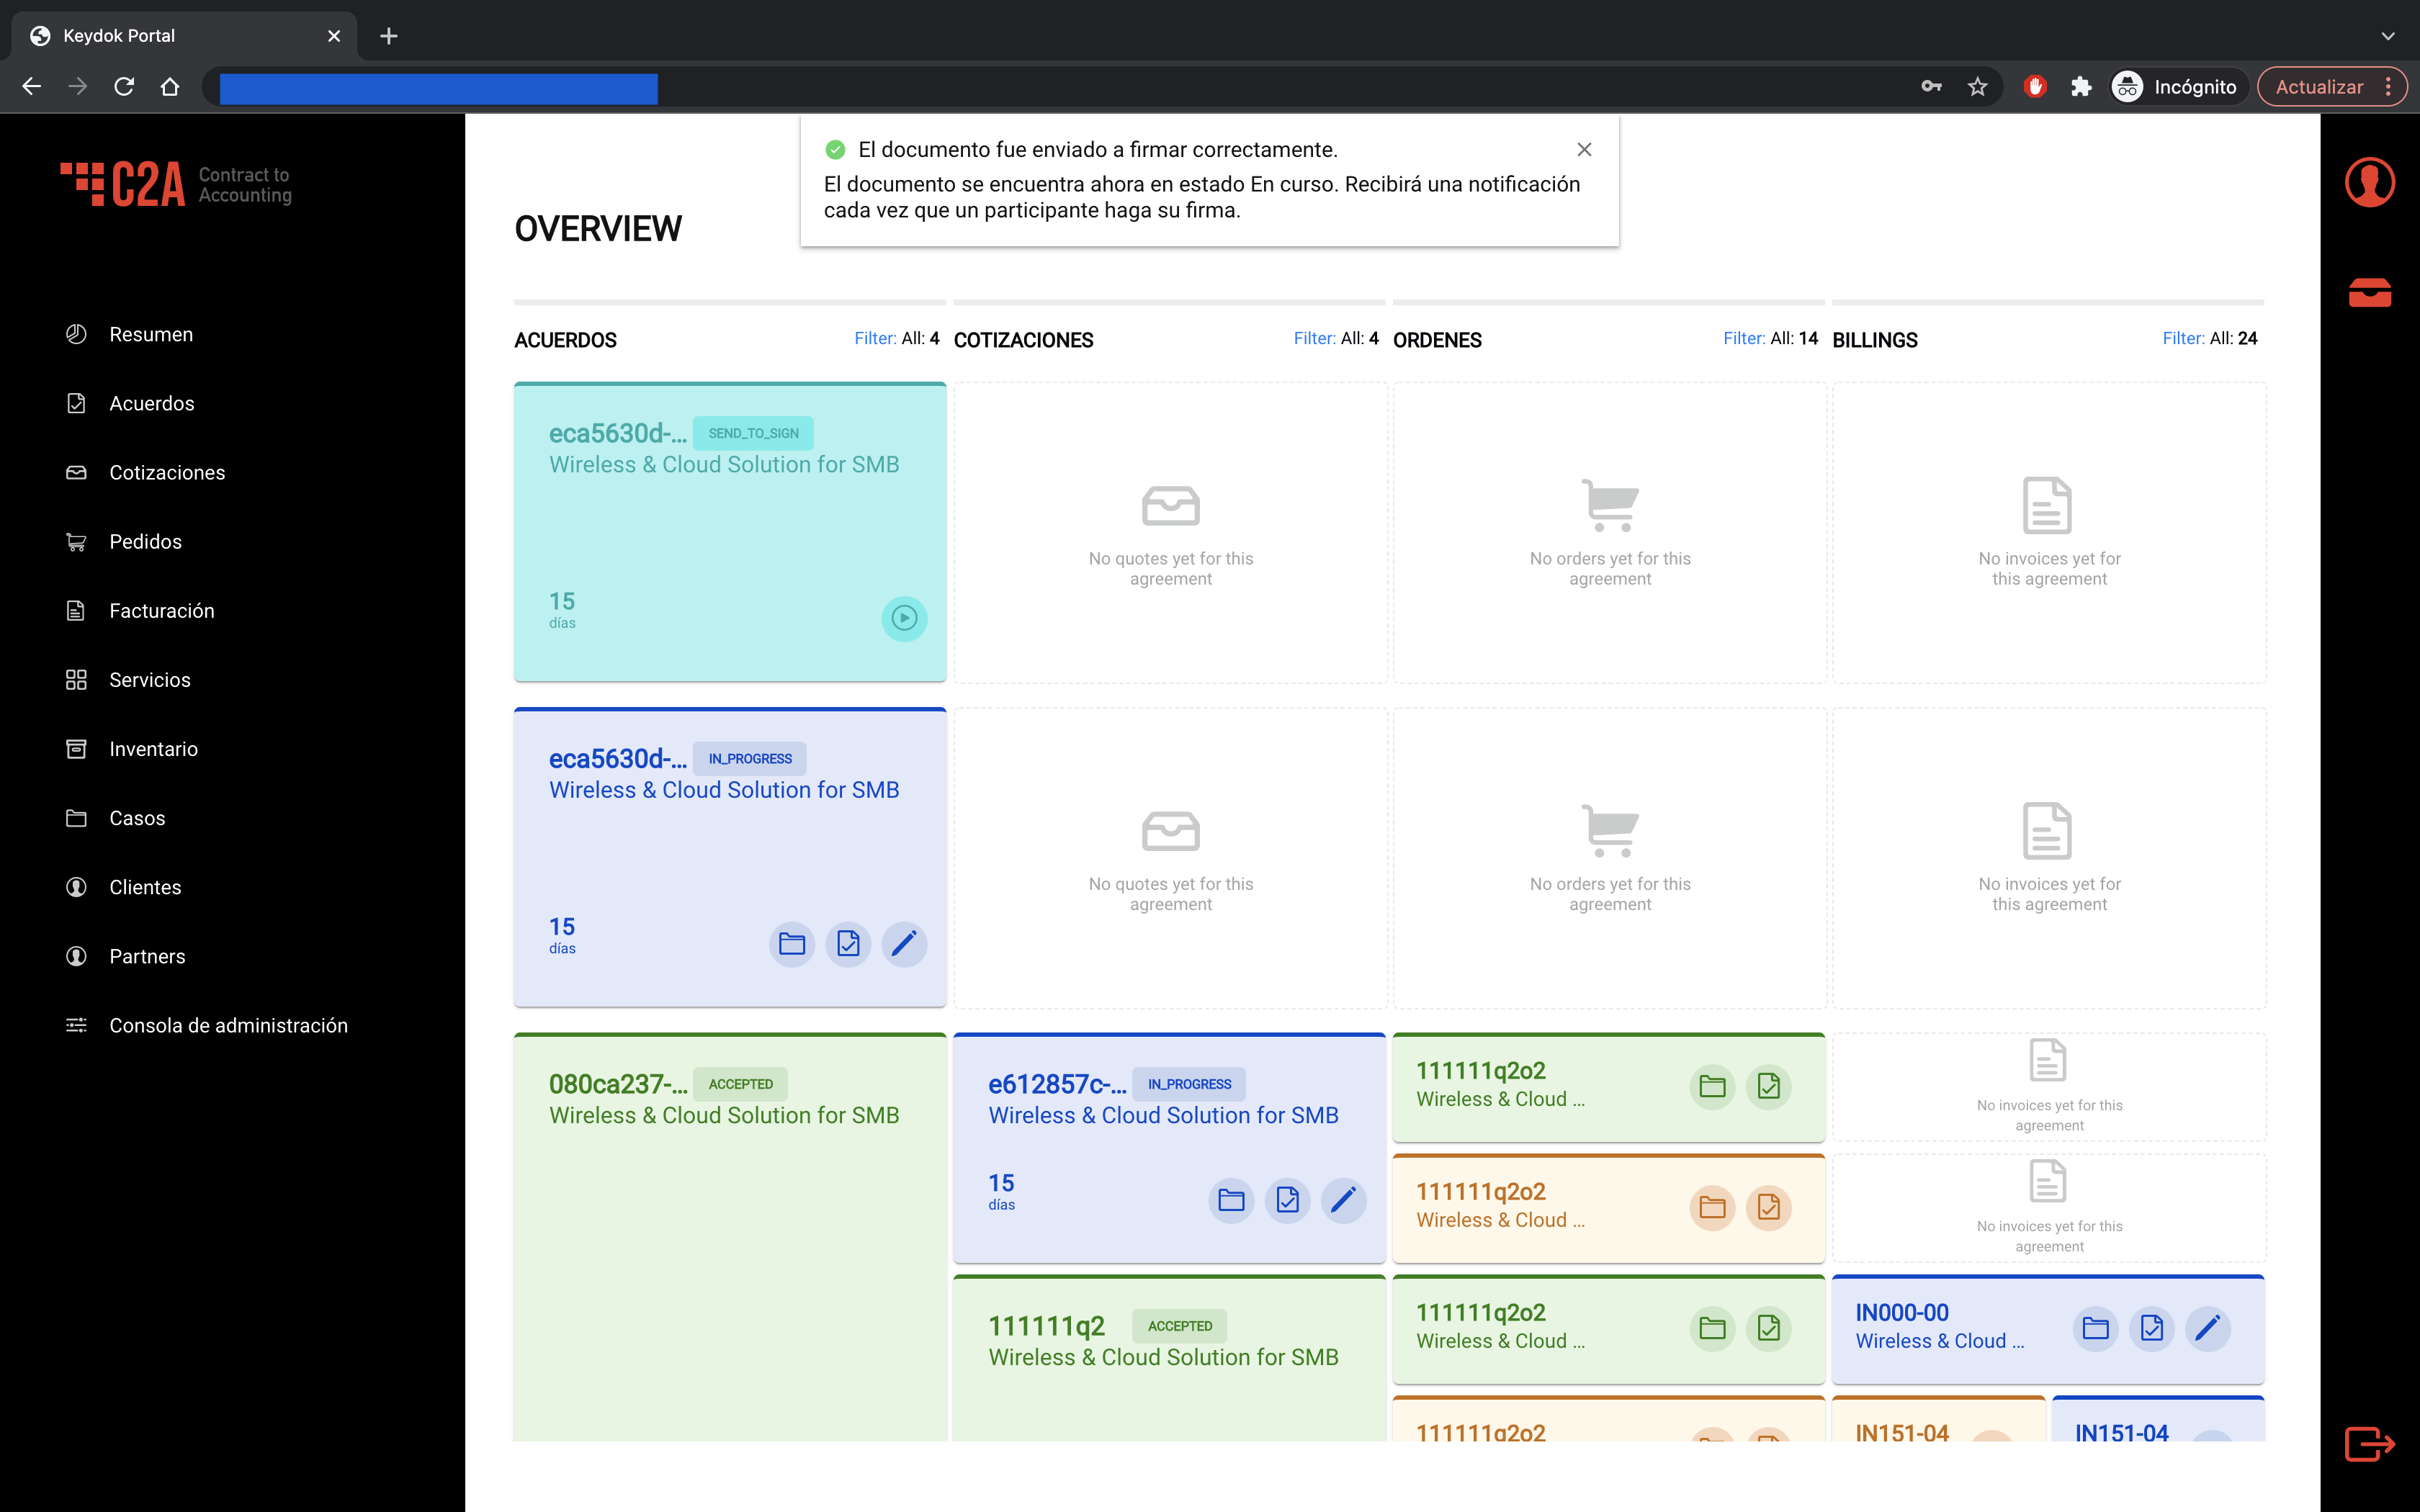 Keydok Portal
Incógnito
Actualizar
C2A Contract to
Accounting
El documento fue enviado a firmar correctamente.
El documento se encuentra ahora en estado En curso. Recibirá una notificación
cada vez que un participante haga su firma.
OVERVIEW
Resumen
Acuerdos
Cotizaciones
Pedidos
Facturación
Servicios
Inventario
Casos
Clientes
Partners
Consola de administración
ACUERDOS Filter: All: 4
COTIZACIONES Filter: All: 4
ORDENES Filter: All: 14
BILLINGS Filter: All: 24
eca5630d-... SEND_TO_SIGN
Wireless & Cloud Solution for SMB
15
días
No quotes yet for this
agreement
No orders yet for this
agreement
No invoices yet for
this agreement
eca5630d-... IN_PROGRESS
Wireless & Cloud Solution for SMB
15
días
No quotes yet for this
agreement
No orders yet for this
agreement
No invoices yet for
this agreement
080ca237-... ACCEPTED
Wireless & Cloud Solution for SMB
e612857c-... IN_PROGRESS
Wireless & Cloud Solution for SMB
15
días
111111q2 ACCEPTED
Wireless & Cloud Solution for SMB
111111q2o2
Wireless & Cloud ...
111111q2o2
Wireless & Cloud ...
111111q2o2
Wireless & Cloud ...
111111q2o2
No invoices yet for this
agreement
No invoices yet for this
agreement
IN000-00
Wireless & Cloud ...
IN151-04
IN151-04